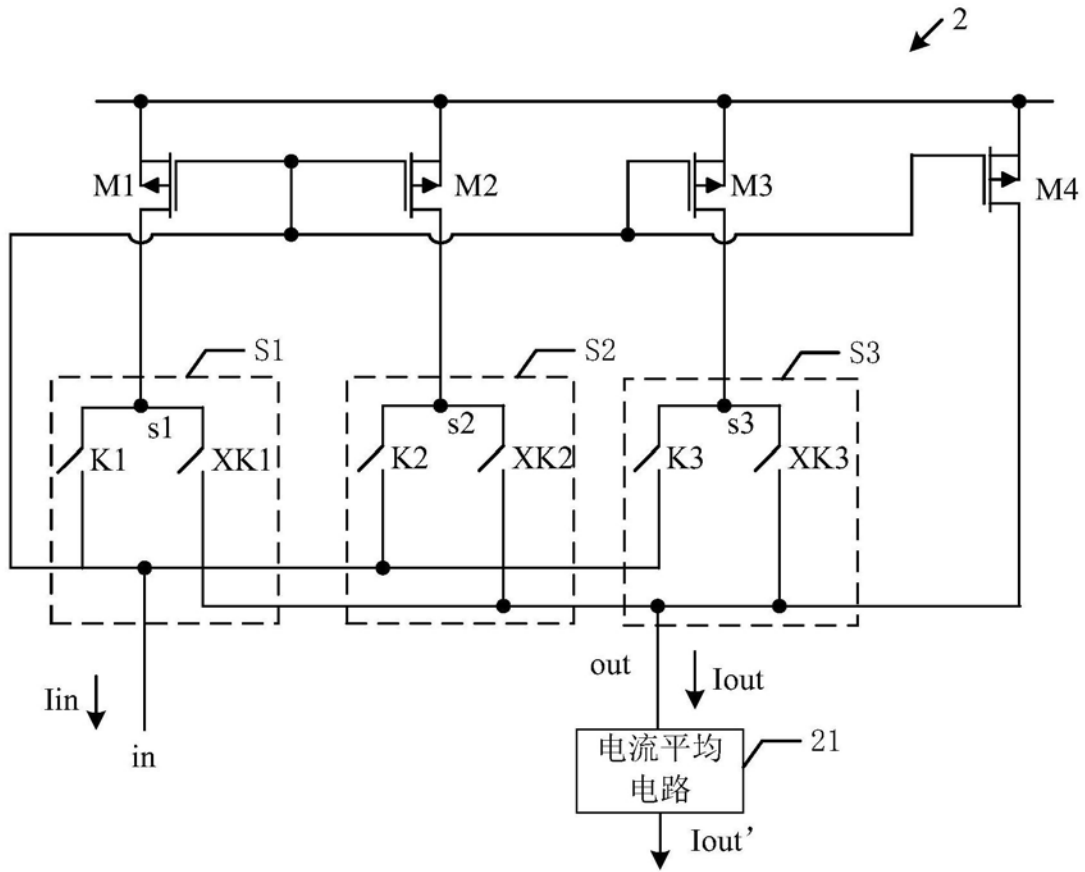 2
M1
M2
M3
M4
S1
S2
S3
s1
s2
s3
K1
XK1
K2
XK2
K3
XK3
Iin
in
out
Iout
电流平均
电路
21
Iout’